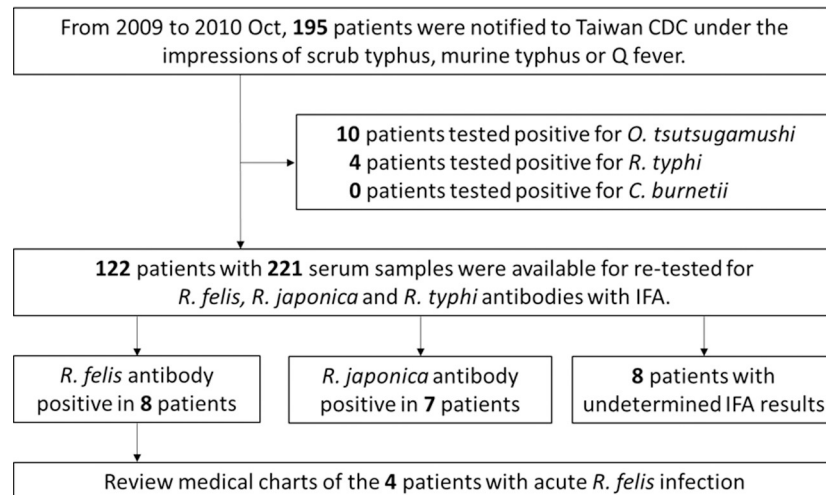 From 2009 to 2010 Oct, 195 patients were notified to Taiwan CDC under the
impressions of scrub typhus, murine typhus or Q fever.
10 patients tested positive for O. tsutsugamushi
4 patients tested positive for R. typhi
0 patients tested positive for C. burnetii
122 patients with 221 serum samples were available for re-tested for
R. felis, R. japonica and R. typhi antibodies with IFA.
R. felis antibody
positive in 8 patients
R. japonica antibody
positive in 7 patients
8 patients with
undetermined IFA results
Review medical charts of the 4 patients with acute R. felis infection